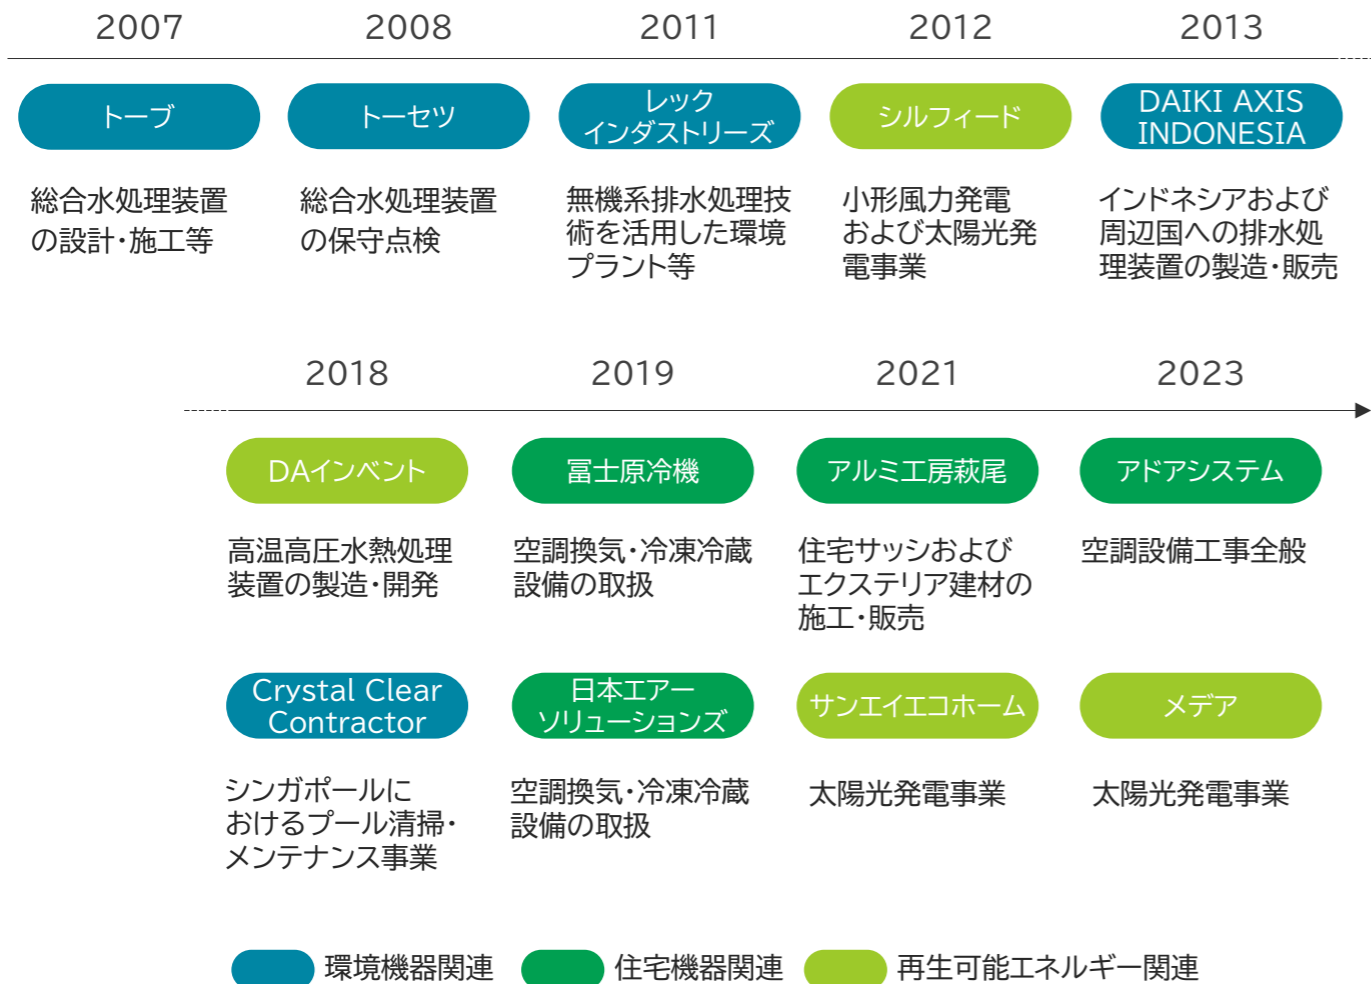 2007
2008
2011
2012
2013
トーブ
トーセツ
レック
インダストリーズ
シルフィード
DAIKI AXIS
INDONESIA
総合水処理装置
の設計・施工等
総合水処理装置
の保守点検
無機系排水処理技
術を活用した環境
プラント等
小形風力発電
および太陽光発
電事業
インドネシアおよび
周辺国への排水処
理装置の製造・販売
2018
2019
2021
2023
DAインベント
冨士原冷機
アルミ工房萩尾
アドアシステム
高温高圧水熱処理
装置の製造・開発
空調換気・冷凍冷蔵
設備の取扱
住宅サッシおよび
エクステリア建材の
施工・販売
空調設備工事全般
Crystal Clear
Contractor
日本エアー
ソリューションズ
サンエイエコホーム
メデア
シンガポールに
おけるプール清掃・
メンテナンス事業
空調換気・冷凍冷蔵
設備の取扱
太陽光発電事業
太陽光発電事業
環境機器関連
住宅機器関連
再生可能エネルギー関連